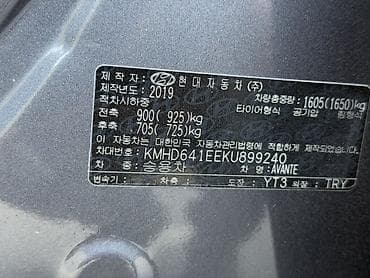 제작자: 현대자동차(주)
제작년도: 2019 차량총중량: 1605(1650)kg
적차시하중 타이어형식 공기압 림형식
전축 900( 925)kg
후축 705( 725)kg
이 자동차는 대한민국 자동차관리법령에 적합하게 제작되었습니다.
차대번호: KMHD641EEKU899240
차종: 승용차 차명: AVANTE
변속기: 차축: 도장: YT3 외장: TRY